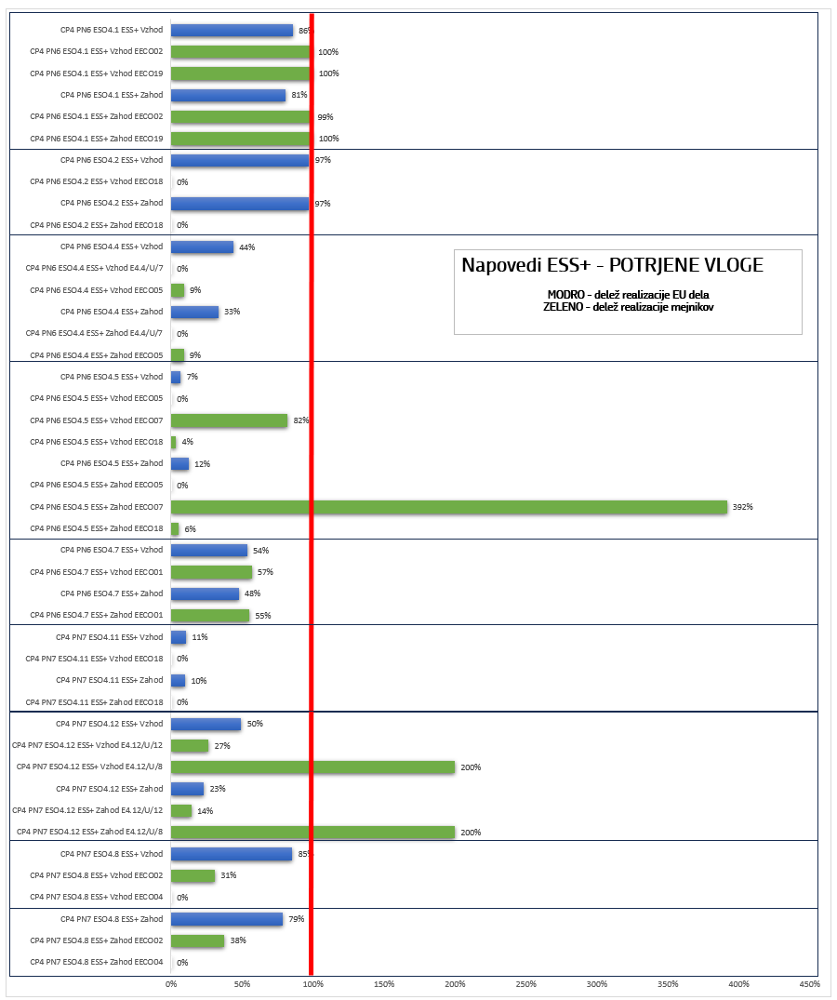 CP4 PN6 ESO4.1 ESS+ Vzhod 86%
CP4 PN6 ESO4.1 ESS+ Vzhod EECO02 100%
CP4 PN6 ESO4.1 ESS+ Vzhod EECO19 100%
CP4 PN6 ESO4.1 ESS+ Zahod 81%
CP4 PN6 ESO4.1 ESS+ Zahod EECO02 99%
CP4 PN6 ESO4.1 ESS+ Zahod EECO19 100%
CP4 PN6 ESO4.2 ESS+ Vzhod 97%
CP4 PN6 ESO4.2 ESS+ Vzhod EECO18 0%
CP4 PN6 ESO4.2 ESS+ Zahod 97%
CP4 PN6 ESO4.2 ESS+ Zahod EECO18 0%
CP4 PN6 ESO4.4 ESS+ Vzhod 44%
CP4 PN6 ESO4.4 ESS+ Vzhod E4.4/U/7 0%
CP4 PN6 ESO4.4 ESS+ Vzhod EECO05 9%
CP4 PN6 ESO4.4 ESS+ Zahod 33%
CP4 PN6 ESO4.4 ESS+ Zahod E4.4/U/7 0%
CP4 PN6 ESO4.4 ESS+ Zahod EECO05 9%
Napovedi ESS+ - POTRJENE VLOGE
MODRO - delež realizacije EU dela
ZELENO - delež realizacije mejnikov
CP4 PN6 ESO4.5 ESS+ Vzhod 7%
CP4 PN6 ESO4.5 ESS+ Vzhod EECO05 0%
CP4 PN6 ESO4.5 ESS+ Vzhod EECO07 82%
CP4 PN6 ESO4.5 ESS+ Vzhod EECO18 4%
CP4 PN6 ESO4.5 ESS+ Zahod 12%
CP4 PN6 ESO4.5 ESS+ Zahod EECO05 0%
CP4 PN6 ESO4.5 ESS+ Zahod EECO07 392%
CP4 PN6 ESO4.5 ESS+ Zahod EECO18 6%
CP4 PN6 ESO4.7 ESS+ Vzhod 54%
CP4 PN6 ESO4.7 ESS+ Vzhod EECO01 57%
CP4 PN6 ESO4.7 ESS+ Zahod 48%
CP4 PN6 ESO4.7 ESS+ Zahod EECO01 55%
CP4 PN7 ESO4.11 ESS+ Vzhod 11%
CP4 PN7 ESO4.11 ESS+ Vzhod EECO18 0%
CP4 PN7 ESO4.11 ESS+ Zahod 10%
CP4 PN7 ESO4.11 ESS+ Zahod EECO18 0%
CP4 PN7 ESO4.12 ESS+ Vzhod 50%
CP4 PN7 ESO4.12 ESS+ Vzhod E4.12/U/12 27%
CP4 PN7 ESO4.12 ESS+ Vzhod E4.12/U/8 200%
CP4 PN7 ESO4.12 ESS+ Zahod 23%
CP4 PN7 ESO4.12 ESS+ Zahod E4.12/U/12 14%
CP4 PN7 ESO4.12 ESS+ Zahod E4.12/U/8 200%
CP4 PN7 ESO4.8 ESS+ Vzhod 85%
CP4 PN7 ESO4.8 ESS+ Vzhod EECO02 31%
CP4 PN7 ESO4.8 ESS+ Vzhod EECO04 0%
CP4 PN7 ESO4.8 ESS+ Zahod 79%
CP4 PN7 ESO4.8 ESS+ Zahod EECO02 38%
CP4 PN7 ESO4.8 ESS+ Zahod EECO04 0%
0% 50% 100% 150% 200% 250% 300% 350% 400% 450%